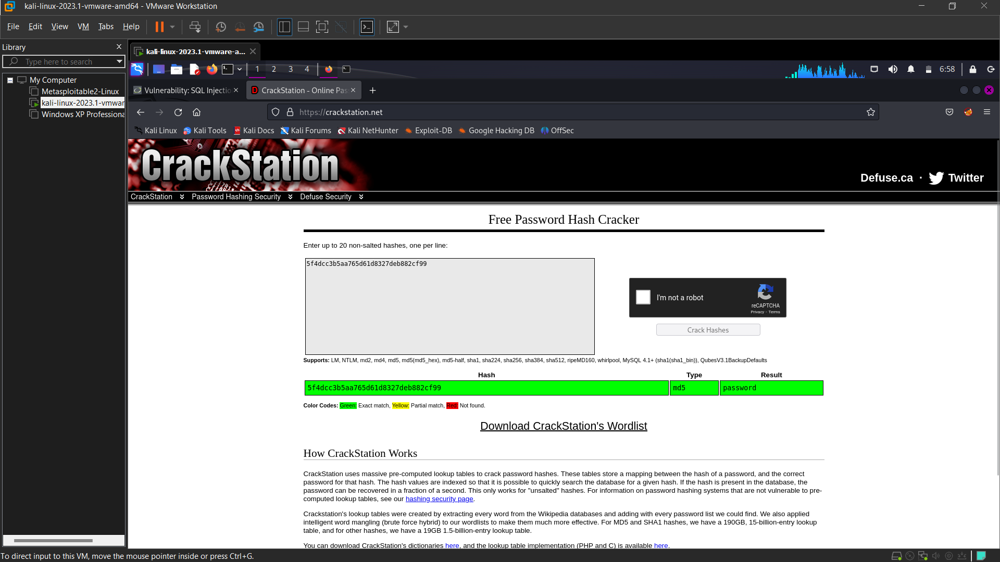 kali-linux-2023.1-vmware-amd64 - VMware Workstation
File Edit View VM Tabs Help
Library
Type here to search
My Computer
Metasploitable2-Linux
kali-linux-2023.1-vmwar
Windows XP Professiona
kali-linux-2023.1-vmware-a...
1 2 3 4
6:58
Vulnerability: SQL Injectio
CrackStation - Online Pas
https://crackstation.net
Kali Linux Kali Tools Kali Docs Kali Forums Kali NetHunter Exploit-DB Google Hacking DB OffSec
CrackStation
Defuse.ca · Twitter
CrackStation Password Hashing Security Defuse Security
Free Password Hash Cracker
Enter up to 20 non-salted hashes, one per line:
5f4dcc3b5aa765d61d8327deb882cf99
I'm not a robot
reCAPTCHA
Privacy - Terms
Crack Hashes
Supports: LM, NTLM, md2, md4, md5, md5(md5_hex), md5-half, sha1, sha224, sha256, sha384, sha512, ripeMD160, whirlpool, MySQL 4.1+ (sha1(sha1_bin)), QubesV3.1BackupDefaults
Hash Type Result
5f4dcc3b5aa765d61d8327deb882cf99 md5 password
Color Codes: Green: Exact match, Yellow: Partial match, Red: Not found.
Download CrackStation's Wordlist
How CrackStation Works
CrackStation uses massive pre-computed lookup tables to crack password hashes. These tables store a mapping between the hash of a password, and the correct
password for that hash. The hash values are indexed so that it is possible to quickly search the database for a given hash. If the hash is present in the database, the
password can be recovered in a fraction of a second. This only works for "unsalted" hashes. For information on password hashing systems that are not vulnerable to pre-
computed lookup tables, see our hashing security page.
Crackstation's lookup tables were created by extracting every word from the Wikipedia databases and adding with every password list we could find. We also applied
intelligent word mangling (brute force hybrid) to our wordlists to make them much more effective. For MD5 and SHA1 hashes, we have a 190GB, 15-billion-entry lookup
table, and for other hashes, we have a 19GB 1.5-billion-entry lookup table.
You can download CrackStation's dictionaries here, and the lookup table implementation (PHP and C) is available here.
To direct input to this VM, move the mouse pointer inside or press Ctrl+G.